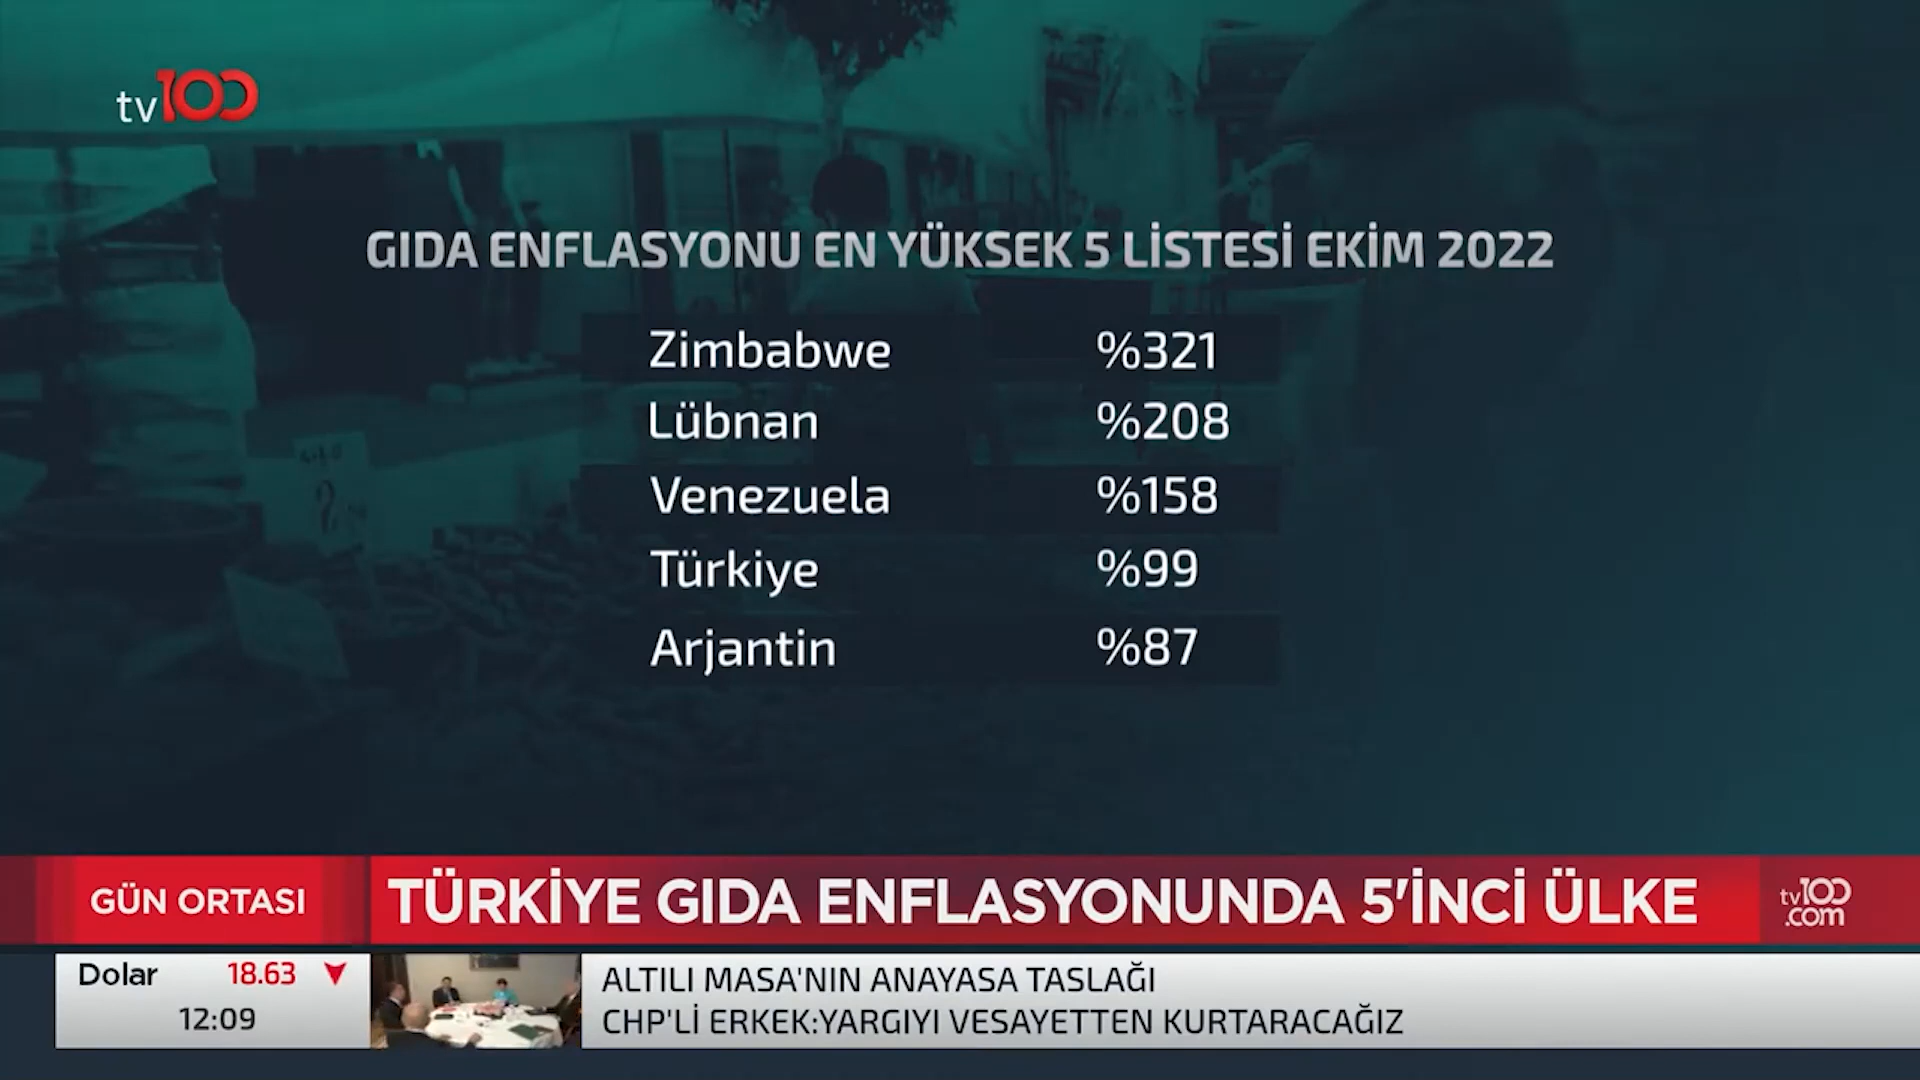 tv100
GIDA ENFLASYONU EN YÜKSEK 5 LİSTESİ EKİM 2022
Zimbabwe %321
Lübnan %208
Venezuela %158
Türkiye %99
Arjantin %87
GÜN ORTASI
TÜRKİYE GIDA ENFLASYONUNDA 5'İNCİ ÜLKE
tv100
.com
Dolar 18.63
12:09
ALTILI MASA'NIN ANAYASA TASLAĞI
CHP'Lİ ERKEK:YARGIYI VESAYETTEN KURTARACAĞIZ